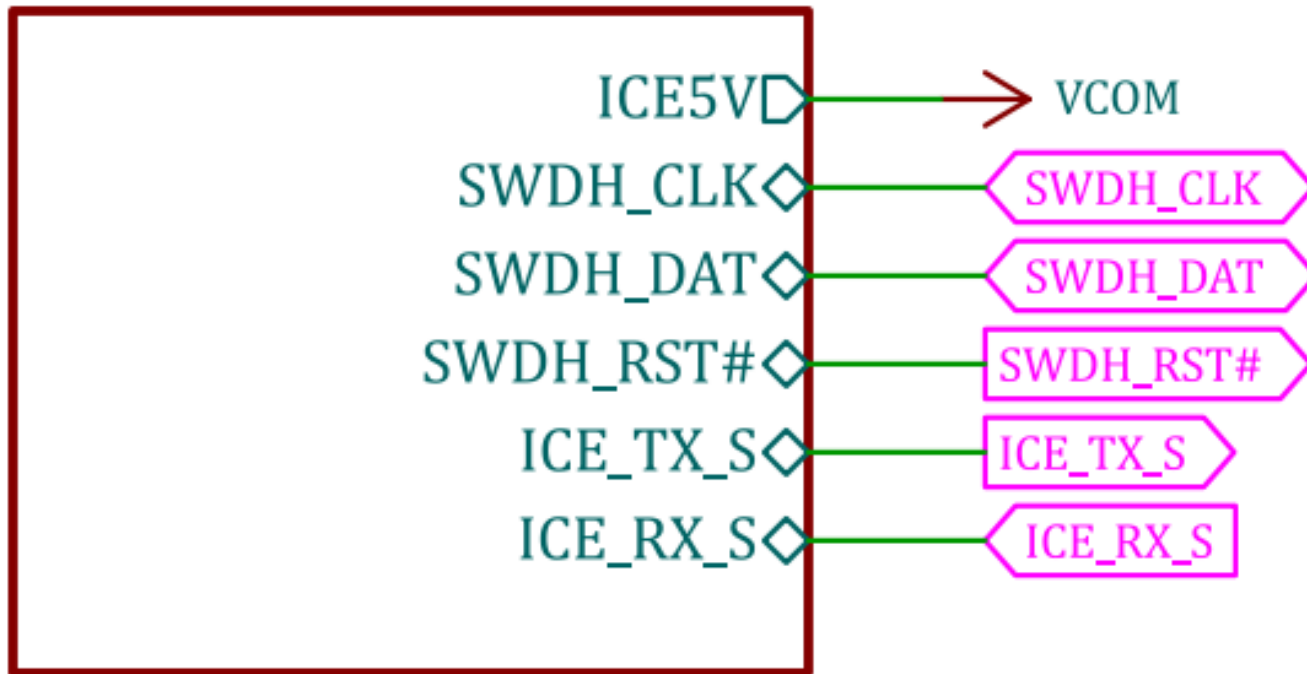 ICE5V VCOM
SWDH_CLK SWDH_CLK
SWDH_DAT SWDH_DAT
SWDH_RST# SWDH_RST#
ICE_TX_S ICE_TX_S
ICE_RX_S ICE_RX_S